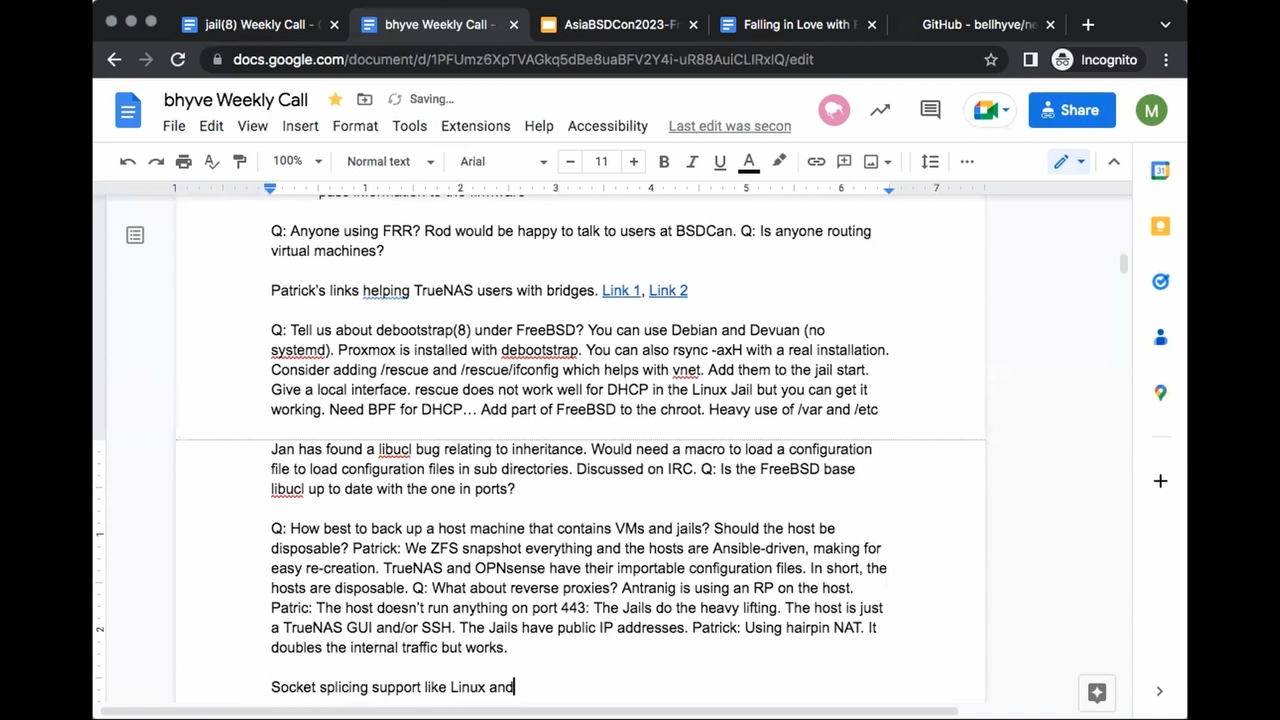 jail(8) Weekly Call -
bhyve Weekly Call -
AsiaBSDCon2023-F
Falling in Love with
GitHub - bellhyve/ne
docs.google.com/document/d/1PFUmz6XpTVAGkq5dBe8uaBFV2Y4i-uR88AuiCLIRxlQ/edit
Incognito
bhyve Weekly Call
Saving...
Share
M
File Edit View Insert Format Tools Extensions Help Accessibility Last edit was secon
100% Normal text Arial 11 B I U A
1 1 2 3 4 5 6 7
Q: Anyone using FRR? Rod would be happy to talk to users at BSDCan. Q: Is anyone routing
virtual machines?
Patrick's links helping TrueNAS users with bridges. Link 1, Link 2
Q: Tell us about debootstrap(8) under FreeBSD? You can use Debian and Devuan (no
systemd). Proxmox is installed with debootstrap. You can also rsync -axH with a real installation.
Consider adding /rescue and /rescue/ifconfig which helps with vnet. Add them to the jail start.
Give a local interface. rescue does not work well for DHCP in the Linux Jail but you can get it
working. Need BPF for DHCP… Add part of FreeBSD to the chroot. Heavy use of /var and /etc
Jan has found a libucl bug relating to inheritance. Would need a macro to load a configuration
file to load configuration files in sub directories. Discussed on IRC. Q: Is the FreeBSD base
libucl up to date with the one in ports?
Q: How best to back up a host machine that contains VMs and jails? Should the host be
disposable? Patrick: We ZFS snapshot everything and the hosts are Ansible-driven, making for
easy re-creation. TrueNAS and OPNsense have their importable configuration files. In short, the
hosts are disposable. Q: What about reverse proxies? Antranig is using an RP on the host.
Patric: The host doesn't run anything on port 443: The Jails do the heavy lifting. The host is just
a TrueNAS GUI and/or SSH. The Jails have public IP addresses. Patrick: Using hairpin NAT. It
doubles the internal traffic but works.
Socket splicing support like Linux and
1
2
31